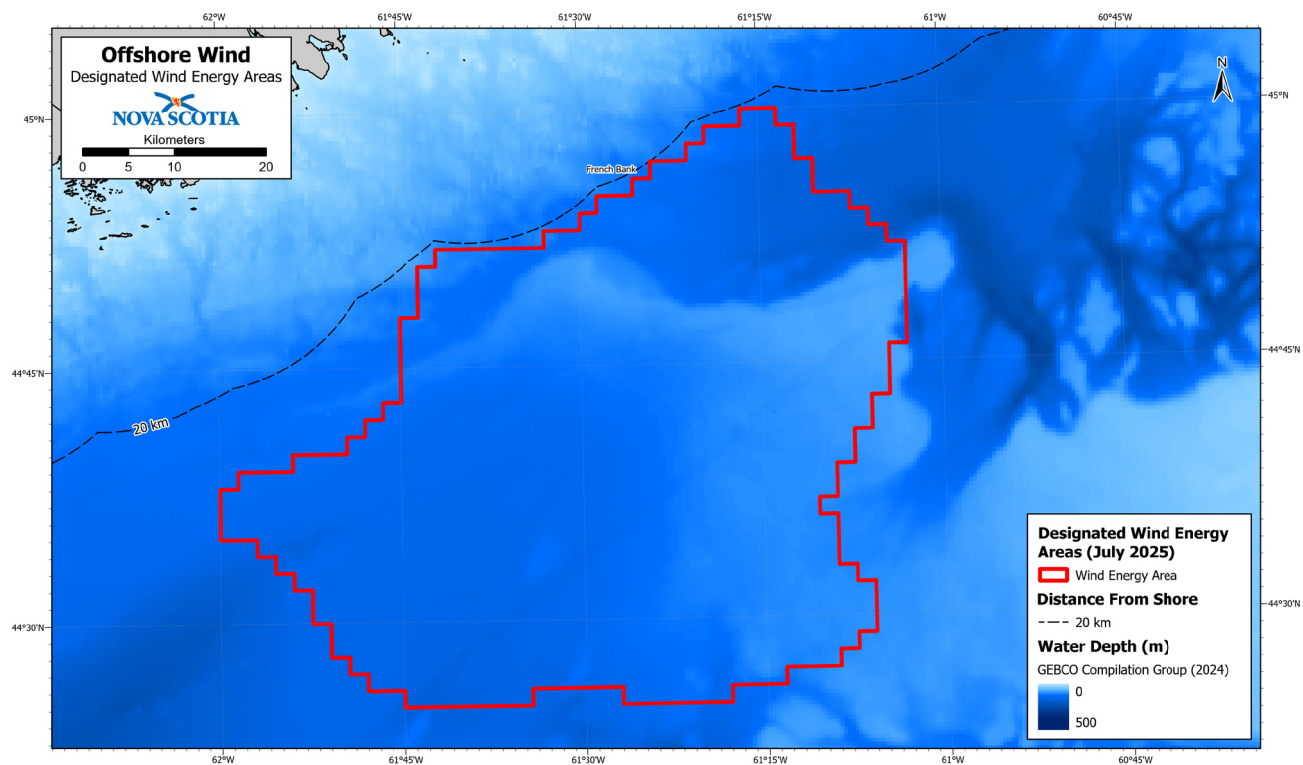 62°W
61°45'W
61°30'W
61°15'W
61°W
60°45'W
Offshore Wind
Designated Wind Energy Areas
NOVA SCOTIA
Kilometers
0 5 10 20
N
45°N
45°N
French Bank
44°45'N
44°45'N
20 km
44°30'N
44°30'N
Designated Wind Energy
Areas (July 2025)
Wind Energy Area
Distance From Shore
20 km
Water Depth (m)
GEBCO Compilation Group (2024)
0
500
62°W
61°45'W
61°30'W
61°15'W
61°W
60°45'W